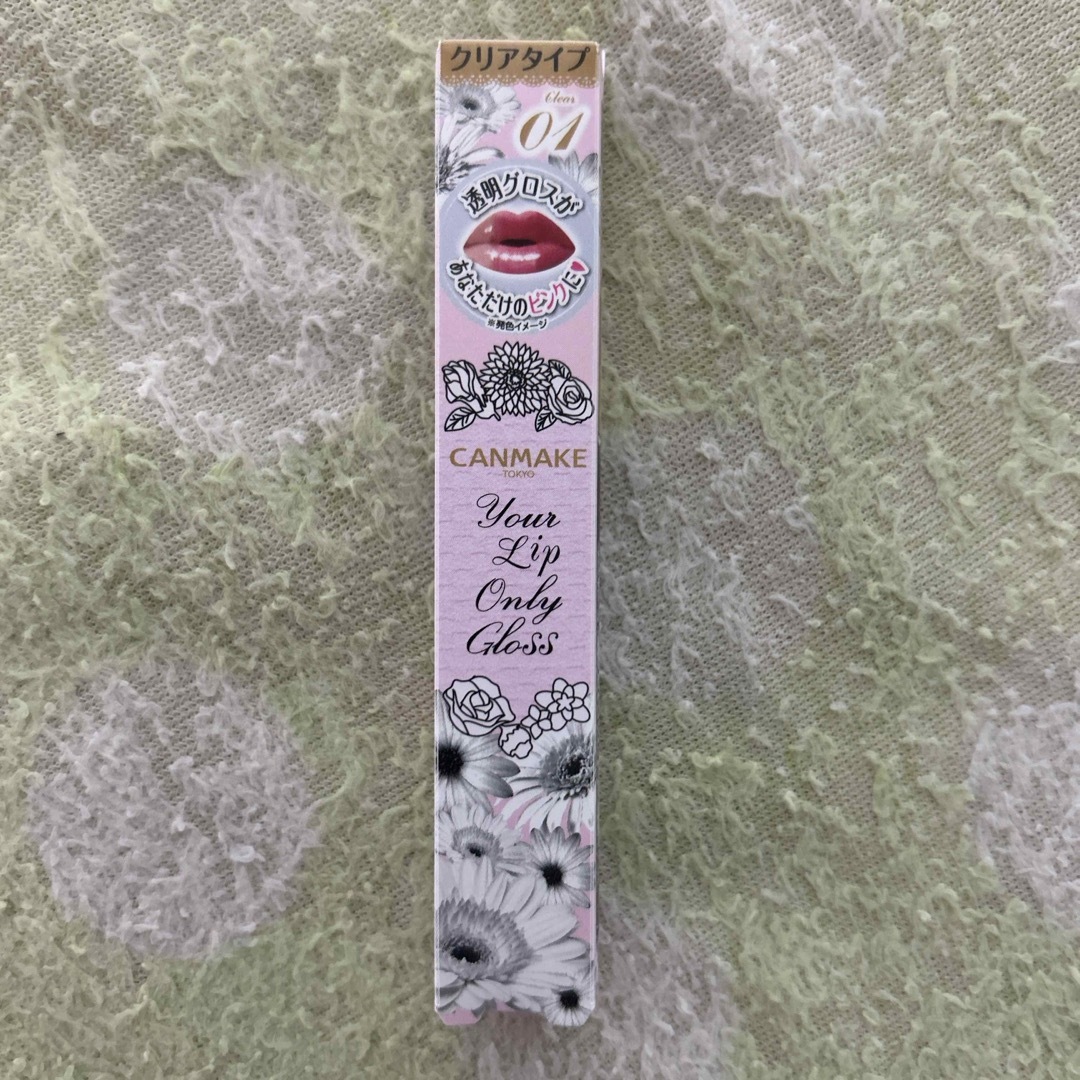 クリアタイプ
Clear
01
透明グロスが
あなただけのピンクに♥
※発色イメージ
CANMAKE
TOKYO
Your
Lip
Only
Gloss